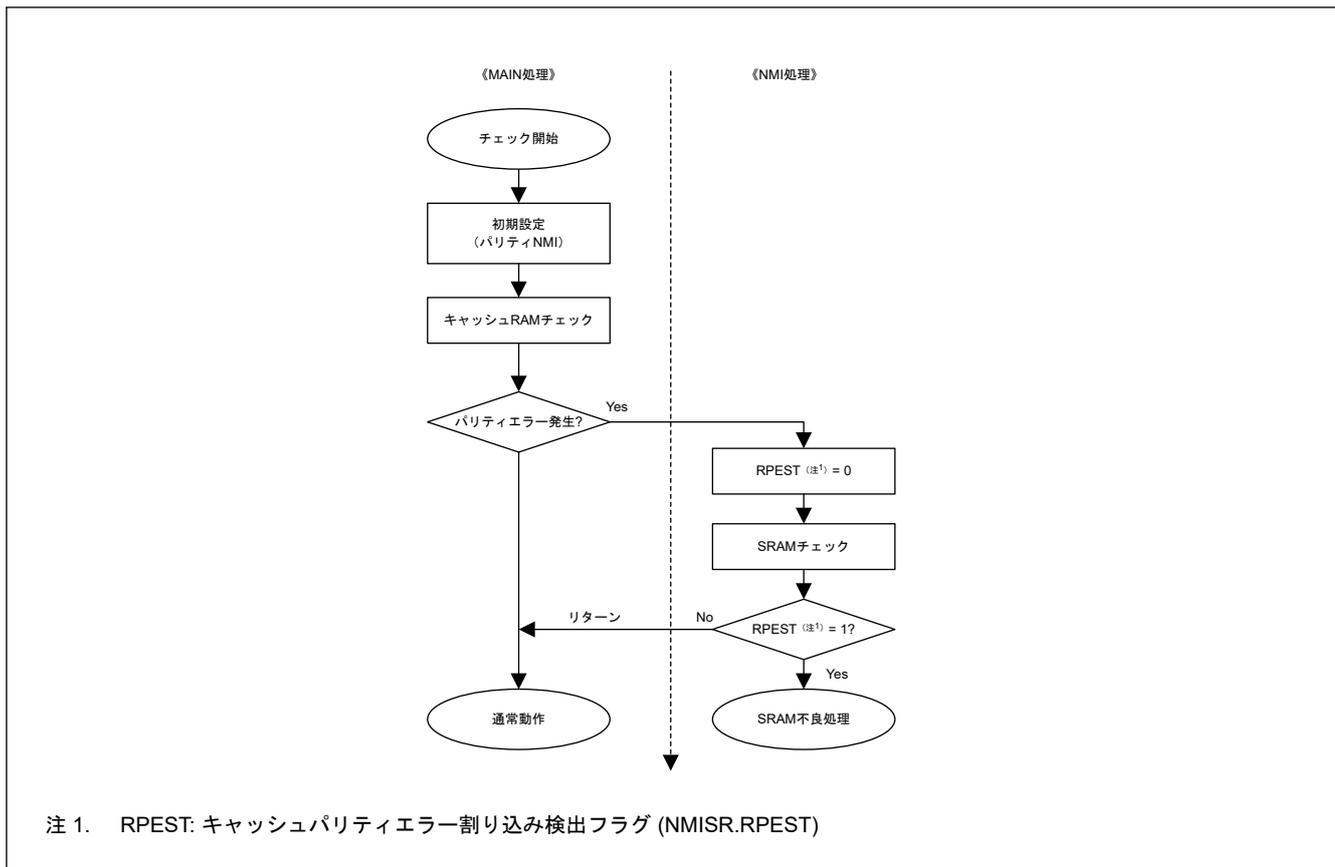 《MAIN処理》
《NMI処理》
チェック開始
初期設定
（パリティNMI）
キャッシュRAMチェック
パリティエラー発生?
Yes
RPEST（注1） = 0
SRAMチェック
リターン
No
RPEST（注1） = 1?
Yes
通常動作
SRAM不良処理
注 1. RPEST: キャッシュパリティエラー割り込み検出フラグ (NMISR.RPEST)